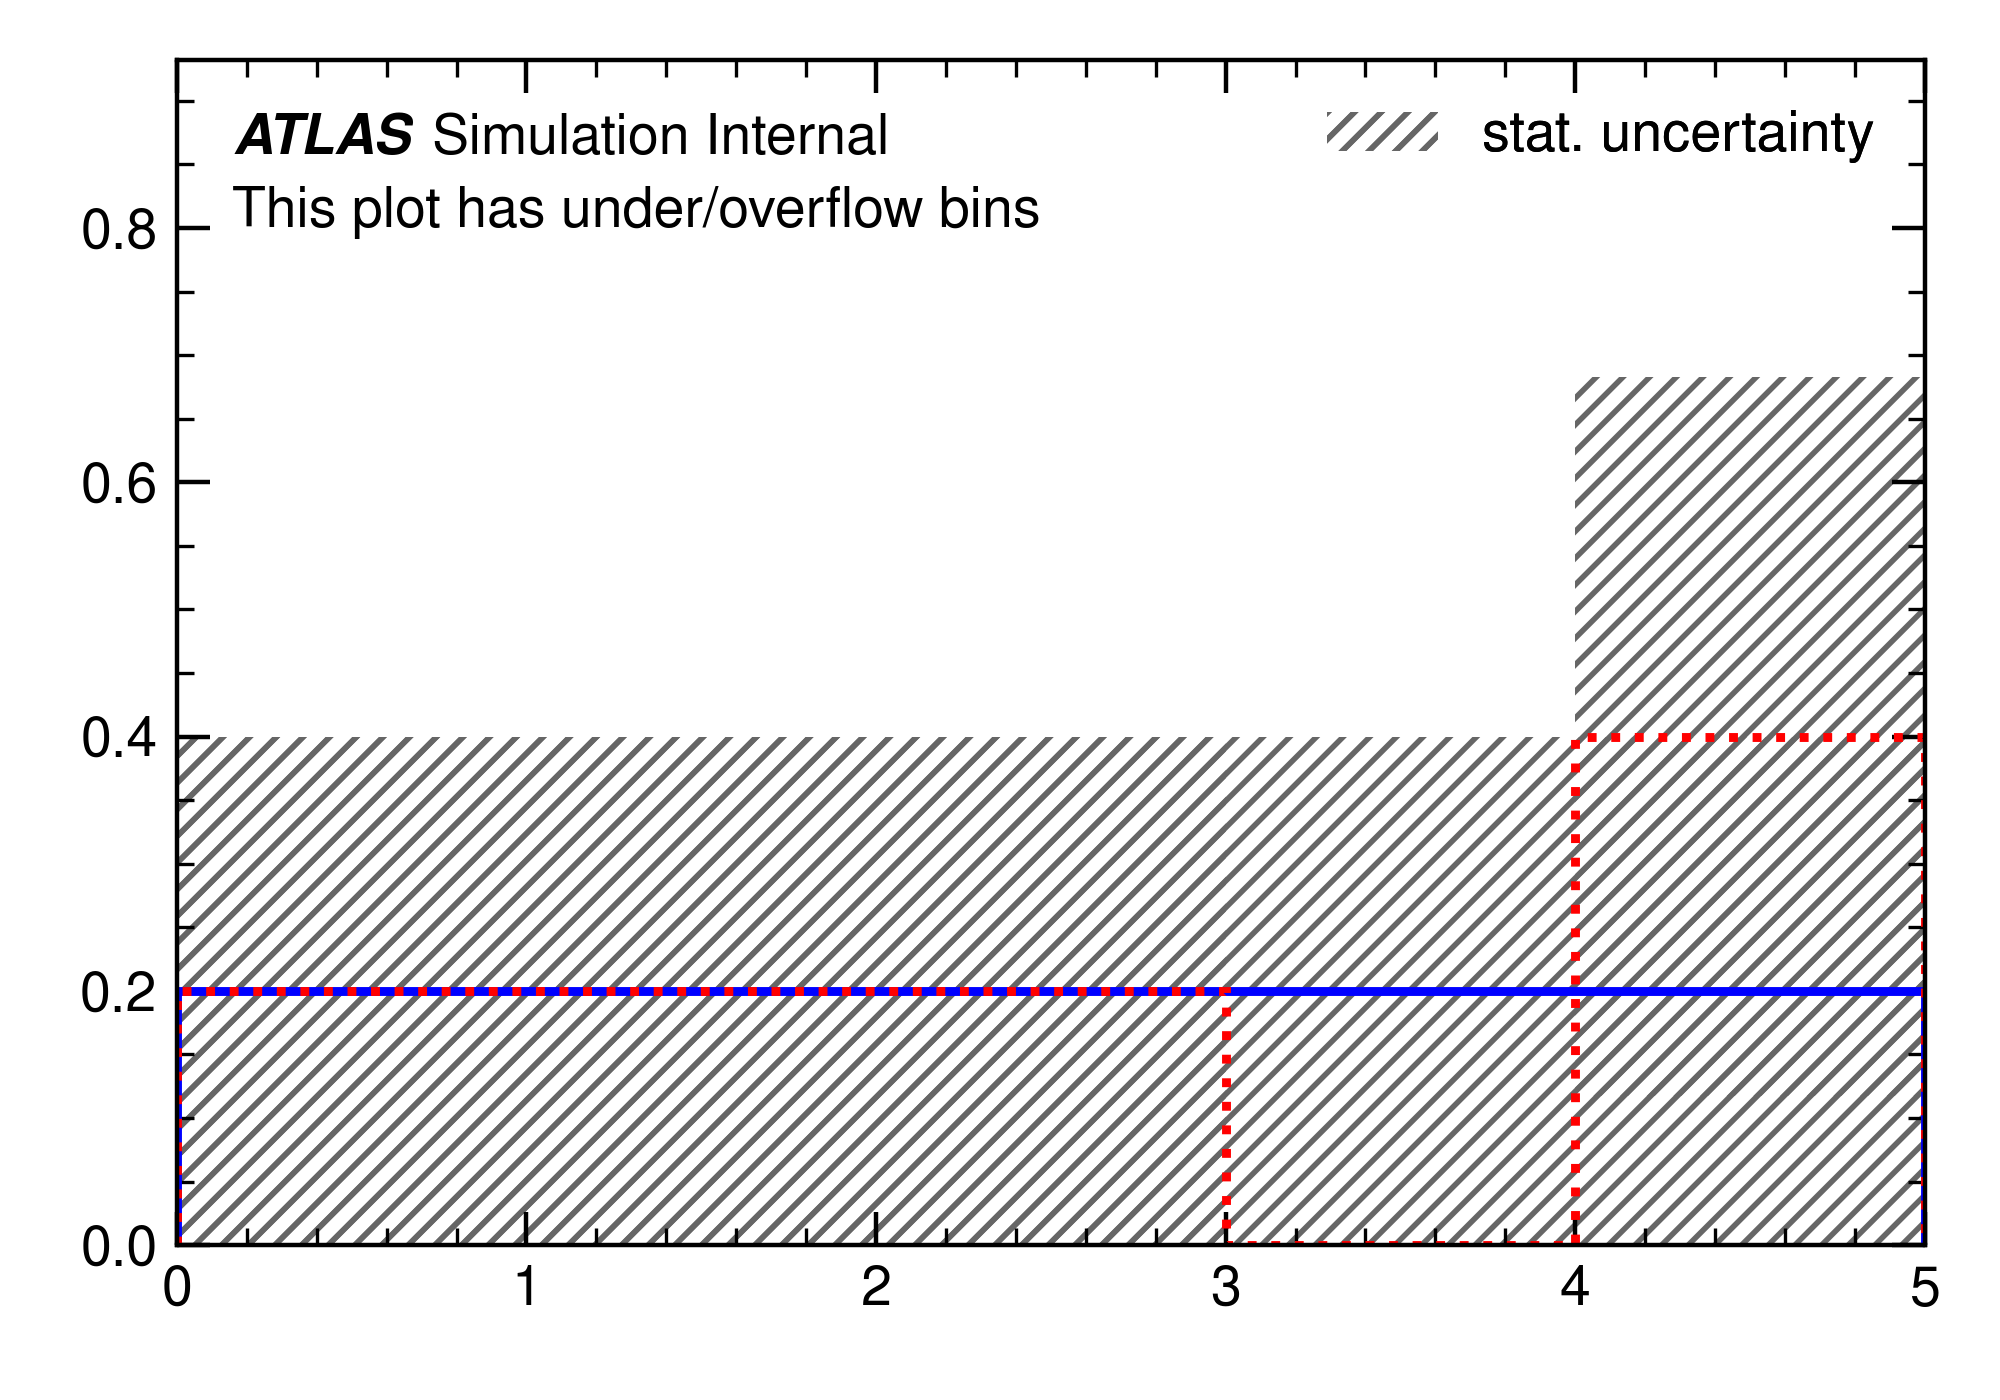 ATLAS Simulation Internal
stat. uncertainty
This plot has under/overflow bins
0.8
0.6
0.4
0.2
0.0
0 1 2 3 4 5